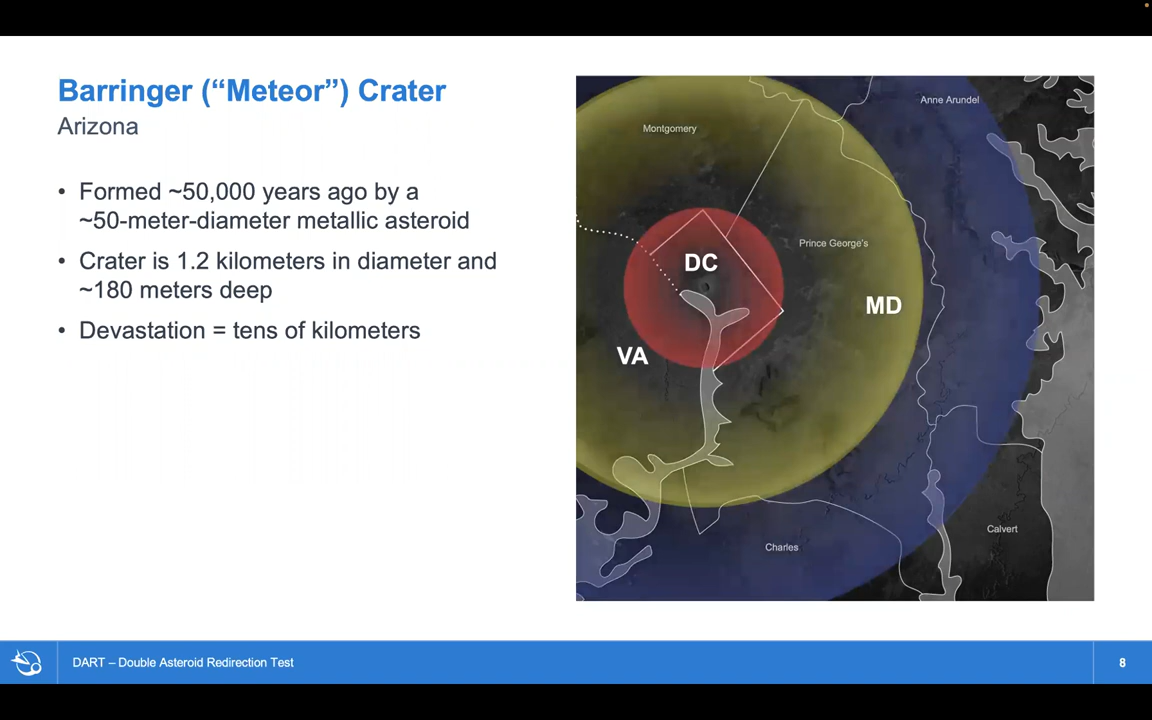 Barringer (“Meteor”) Crater
Arizona
• Formed ~50,000 years ago by a
~50-meter-diameter metallic asteroid
• Crater is 1.2 kilometers in diameter and
~180 meters deep
• Devastation = tens of kilometers
Anne Arundel
Montgomery
Prince George's
DC
MD
VA
Calvert
Charles
DART – Double Asteroid Redirection Test
8